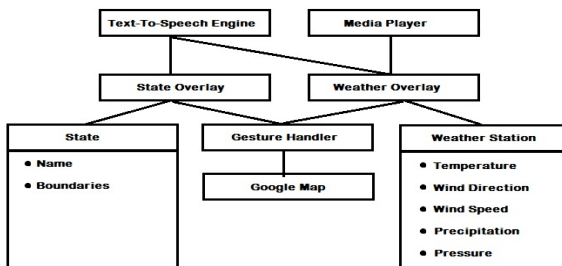 Text-To-Speech Engine
Media Player
State Overlay
Weather Overlay
State
Gesture Handler
Weather Station
• Name
• Boundaries
Google Map
• Temperature
• Wind Direction
• Wind Speed
• Precipitation
• Pressure